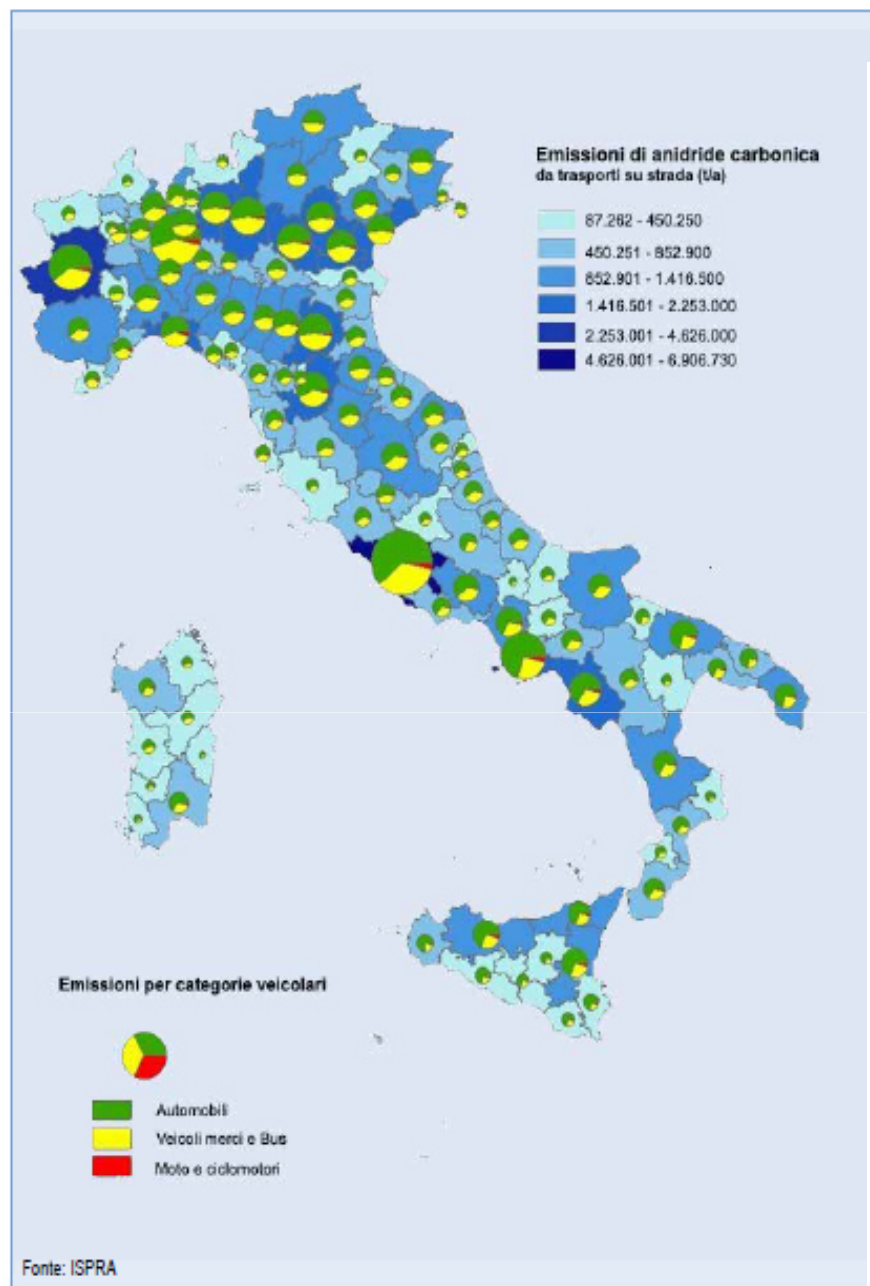 Emissioni di anidride carbonica
da trasporti su strada (t/a)
87.262 - 450.250
450.251 - 852.900
852.901 - 1.416.500
1.416.501 - 2.253.000
2.253.001 - 4.626.000
4.626.001 - 6.906.730
Emissioni per categorie veicolari
Automobili
Veicoli merci e Bus
Moto e ciclomotori
Fonte: ISPRA